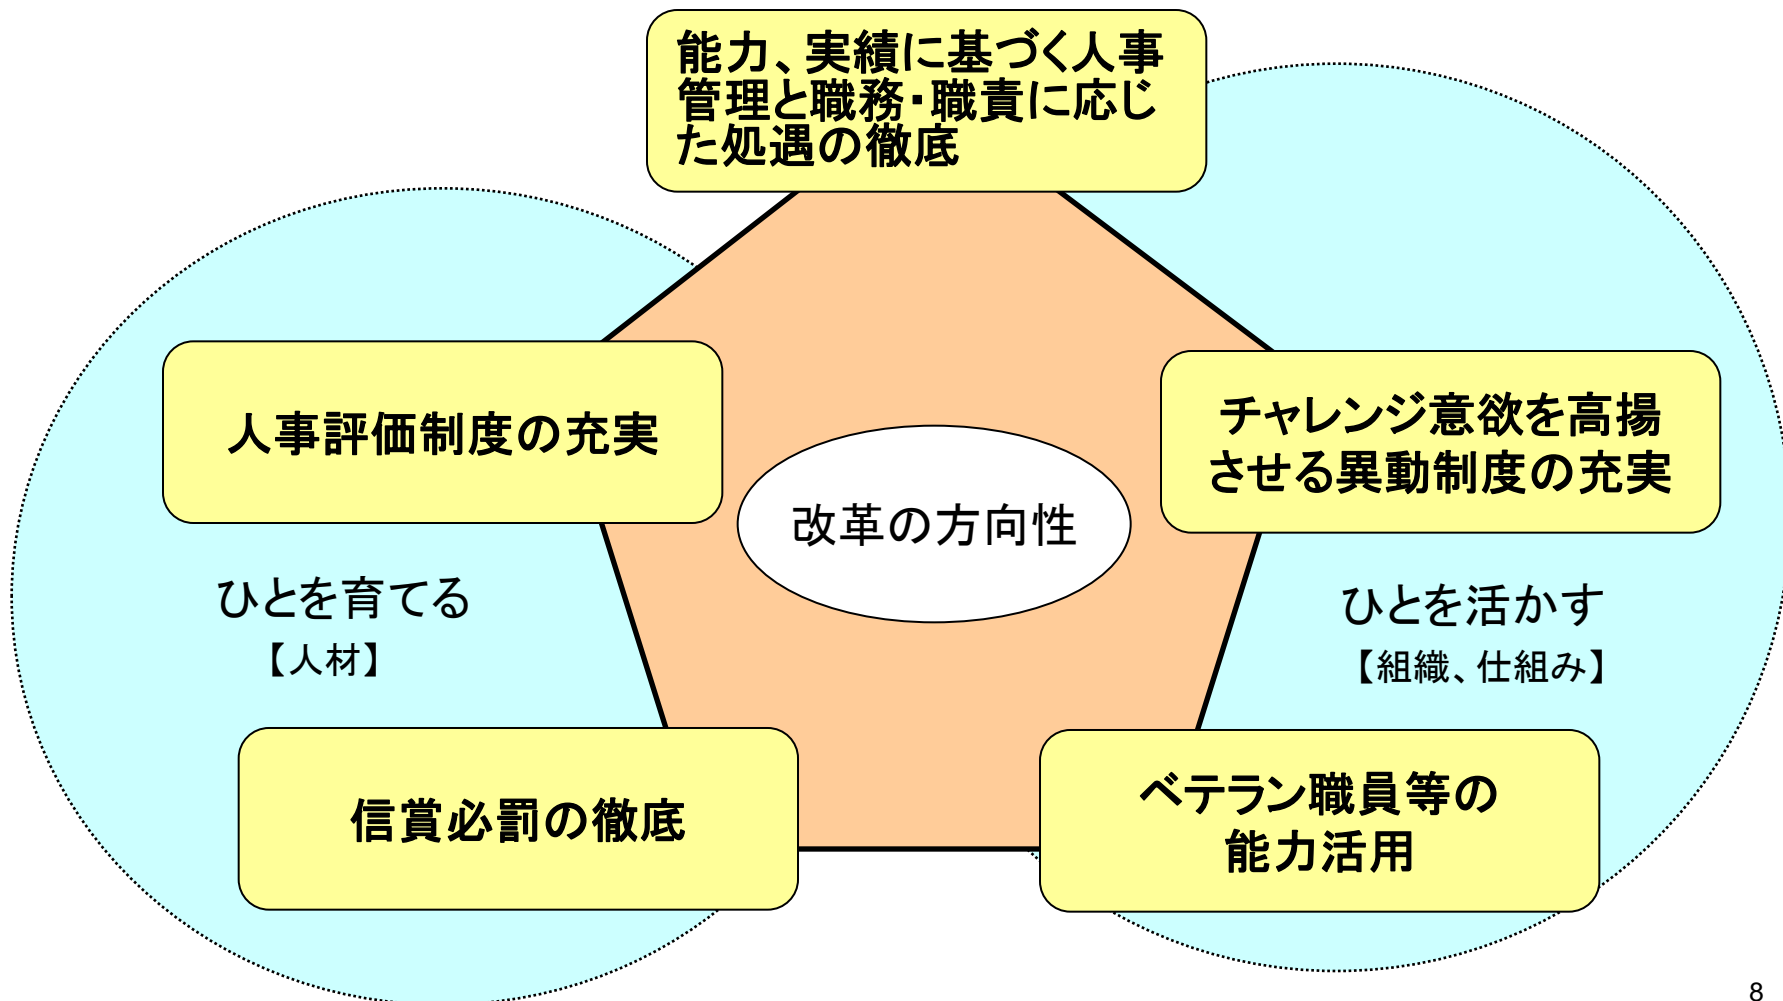 能力、実績に基づく人事
管理と職務・職責に応じ
た処遇の徹底
人事評価制度の充実
チャレンジ意欲を高揚
させる異動制度の充実
改革の方向性
ひとを育てる
【人材】
ひとを活かす
【組織、仕組み】
信賞必罰の徹底
ベテラン職員等の
能力活用
8